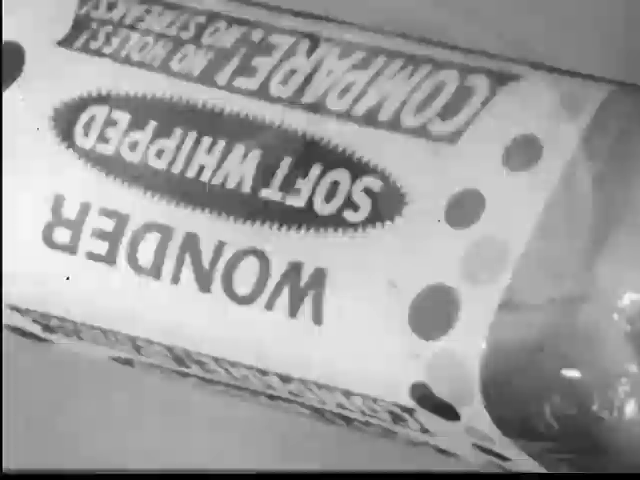 WONDER
SOFT WHIPPED
COMPARE! NO HOLES!
NO STREAKS!